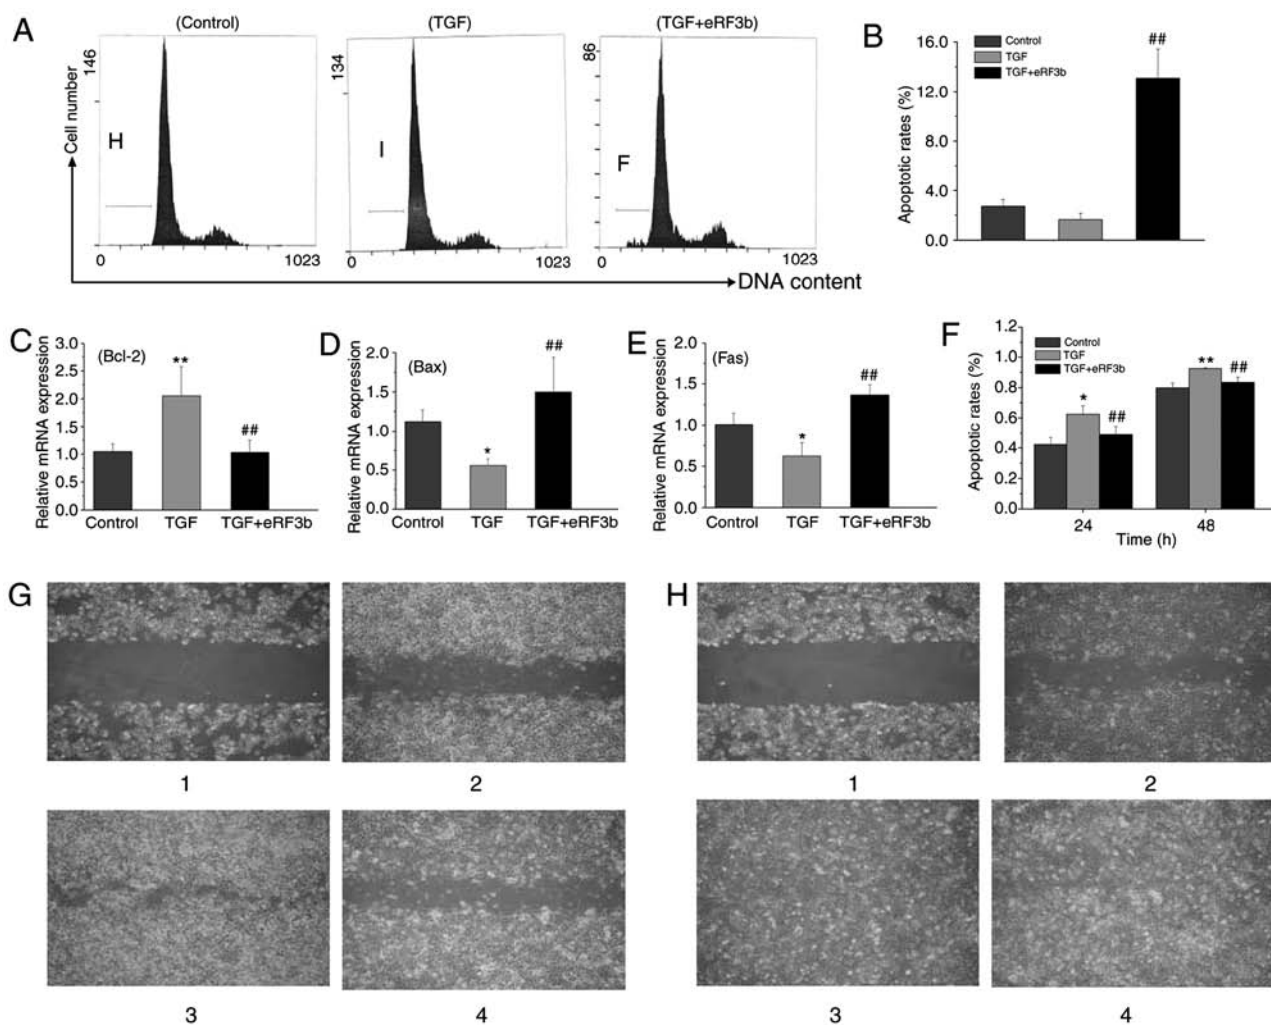 A
(Control)
(TGF)
(TGF+eRF3b)
Cell number
146
H
0
1023
134
I
0
1023
86
F
0
1023
DNA content
B
Control
TGF
TGF+eRF3b
Apoptotic rates (%)
16.0
12.0
8.0
4.0
0.0
##
C
(Bcl-2)
Relative mRNA expression
3.0
2.5
2.0
1.5
1.0
0.5
0.0
**
##
Control
TGF
TGF+eRF3b
D
(Bax)
Relative mRNA expression
2.0
1.5
1.0
0.5
0.0
*
##
Control
TGF
TGF+eRF3b
E
(Fas)
Relative mRNA expression
2.0
1.5
1.0
0.5
0.0
*
##
Control
TGF
TGF+eRF3b
F
Control
TGF
TGF+eRF3b
Apoptotic rates (%)
1.2
1.0
0.8
0.6
0.4
0.2
0.0
*
##
**
##
24
48
Time (h)
G
1
2
3
4
H
1
2
3
4